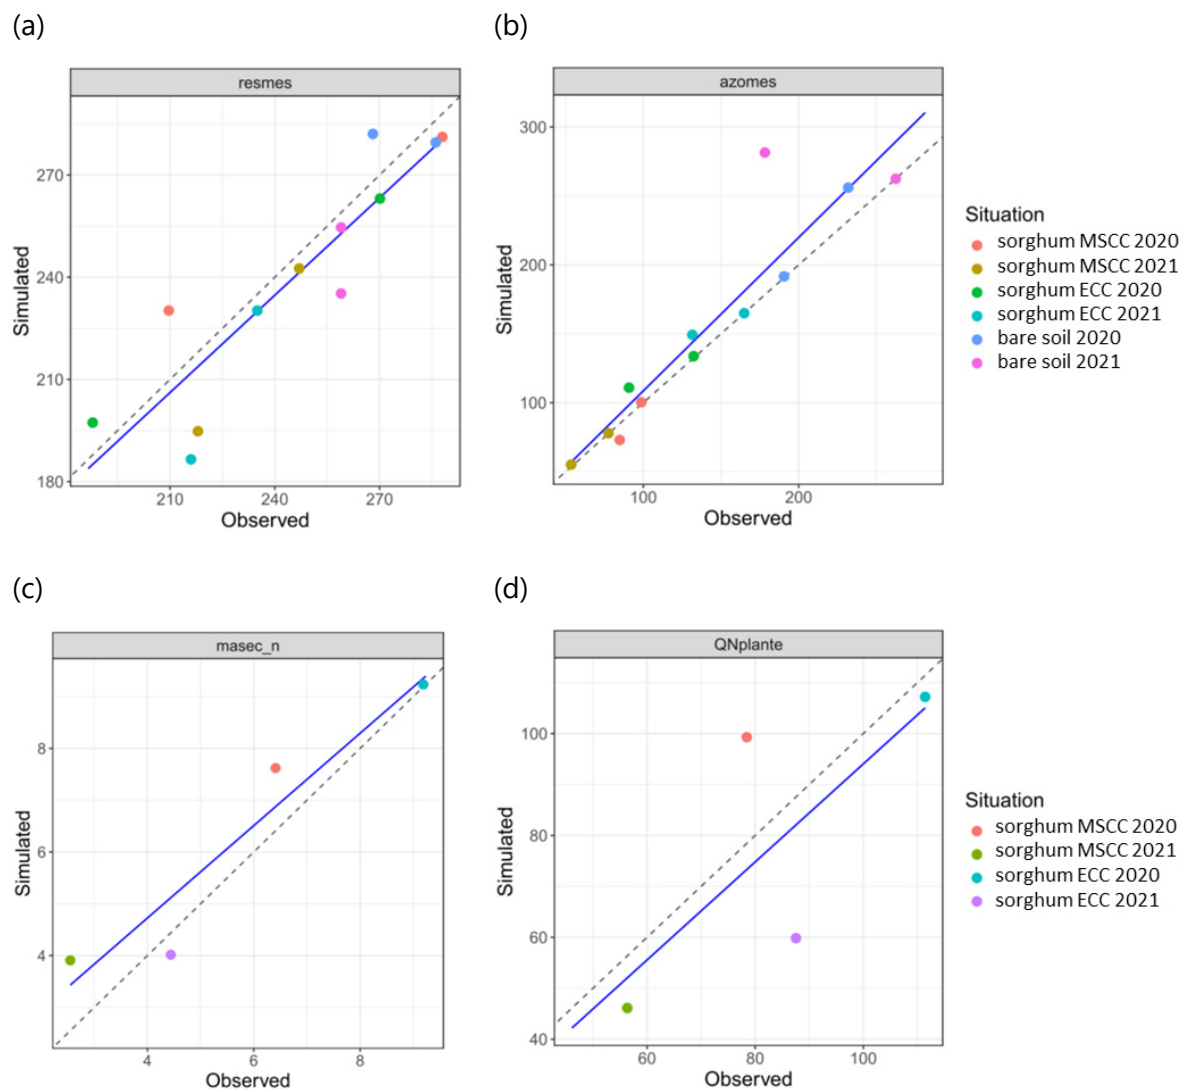 (a)
(b)
resmes
270
240
210
180
210 240 270
Simulated
Observed
azomes
300
200
100
100 200
Simulated
Observed
Situation
sorghum MSCC 2020
sorghum MSCC 2021
sorghum ECC 2020
sorghum ECC 2021
bare soil 2020
bare soil 2021
(c)
(d)
masec_n
8
6
4
4 6 8
Simulated
Observed
QNplante
100
80
60
40
60 80 100
Simulated
Observed
Situation
sorghum MSCC 2020
sorghum MSCC 2021
sorghum ECC 2020
sorghum ECC 2021